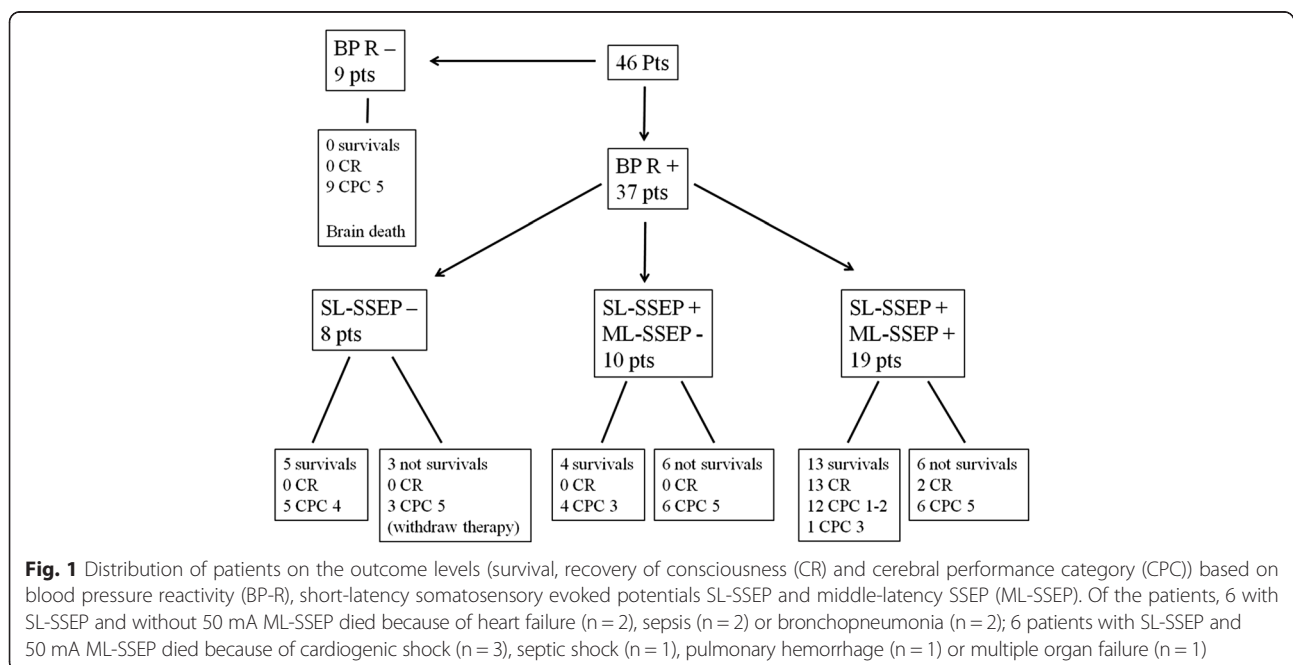 BP R –
9 pts
46 Pts
0 survivals
0 CR
9 CPC 5
Brain death
BP R +
37 pts
SL-SSEP –
8 pts
SL-SSEP +
ML-SSEP -
10 pts
SL-SSEP +
ML-SSEP +
19 pts
5 survivals
0 CR
5 CPC 4
3 not survivals
0 CR
3 CPC 5
(withdraw therapy)
4 survivals
0 CR
4 CPC 3
6 not survivals
0 CR
6 CPC 5
13 survivals
13 CR
12 CPC 1-2
1 CPC 3
6 not survivals
2 CR
6 CPC 5
Fig. 1 Distribution of patients on the outcome levels (survival, recovery of consciousness (CR) and cerebral performance category (CPC)) based on
blood pressure reactivity (BP-R), short-latency somatosensory evoked potentials SL-SSEP and middle-latency SSEP (ML-SSEP). Of the patients, 6 with
SL-SSEP and without 50 mA ML-SSEP died because of heart failure (n = 2), sepsis (n = 2) or bronchopneumonia (n = 2); 6 patients with SL-SSEP and
50 mA ML-SSEP died because of cardiogenic shock (n = 3), septic shock (n = 1), pulmonary hemorrhage (n = 1) or multiple organ failure (n = 1)